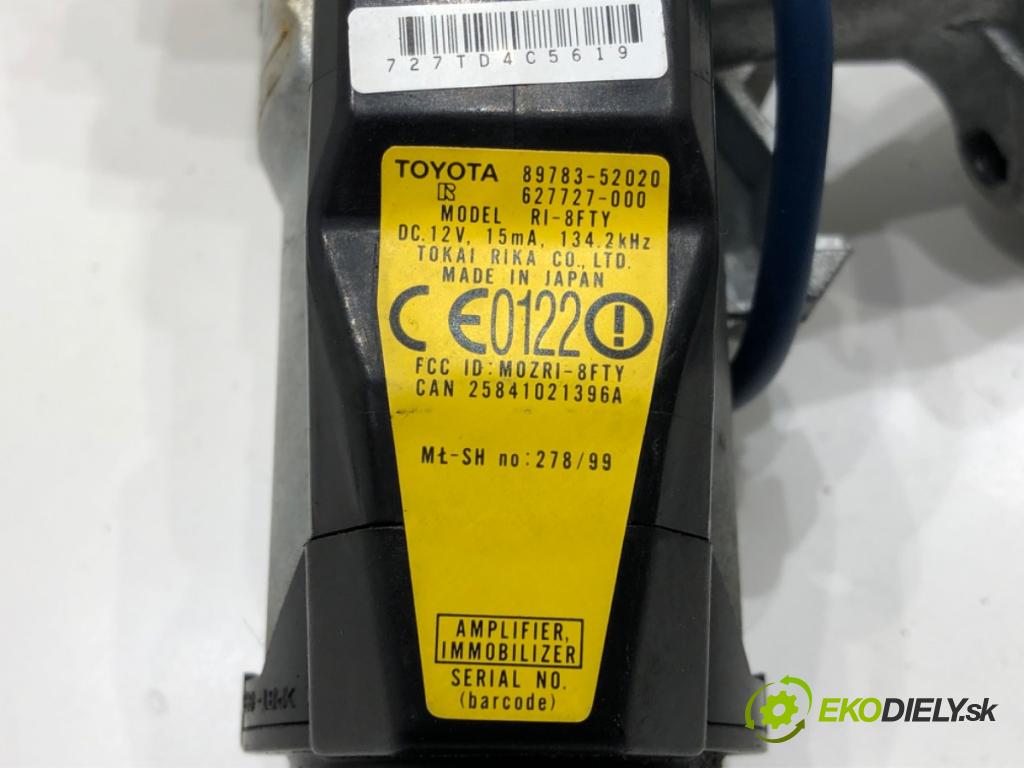 727TD4C5619
TOYOTA 89783-52020
R 627727-000
MODEL RI-8FTY
DC.12V, 15mA, 134.2kHz
TOKAI RIKA CO., LTD.
MADE IN JAPAN
CE0122
FCC ID:MOZRI-8FTY
CAN 25841021396A
MŁ-SH no:278/99
AMPLIFIER,
IMMOBILIZER
SERIAL NO.
(barcode)
EKODIELY.sk